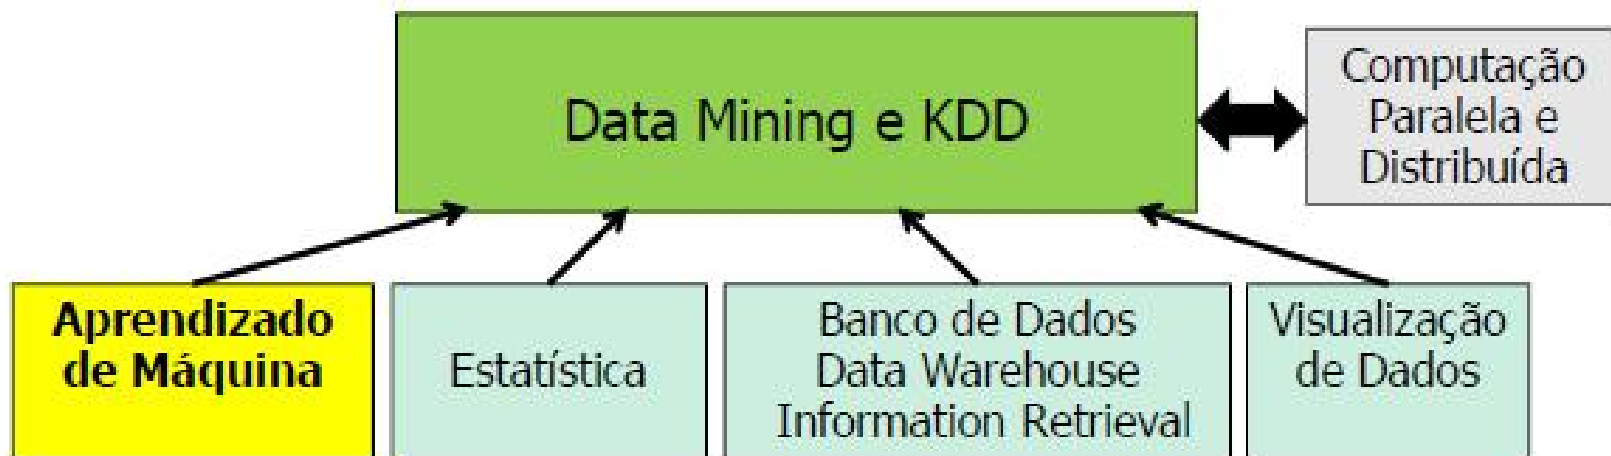 Data Mining e KDD
Computação
Paralela e
Distribuída
Aprendizado
de Máquina
Estatística
Banco de Dados
Data Warehouse
Information Retrieval
Visualização
de Dados